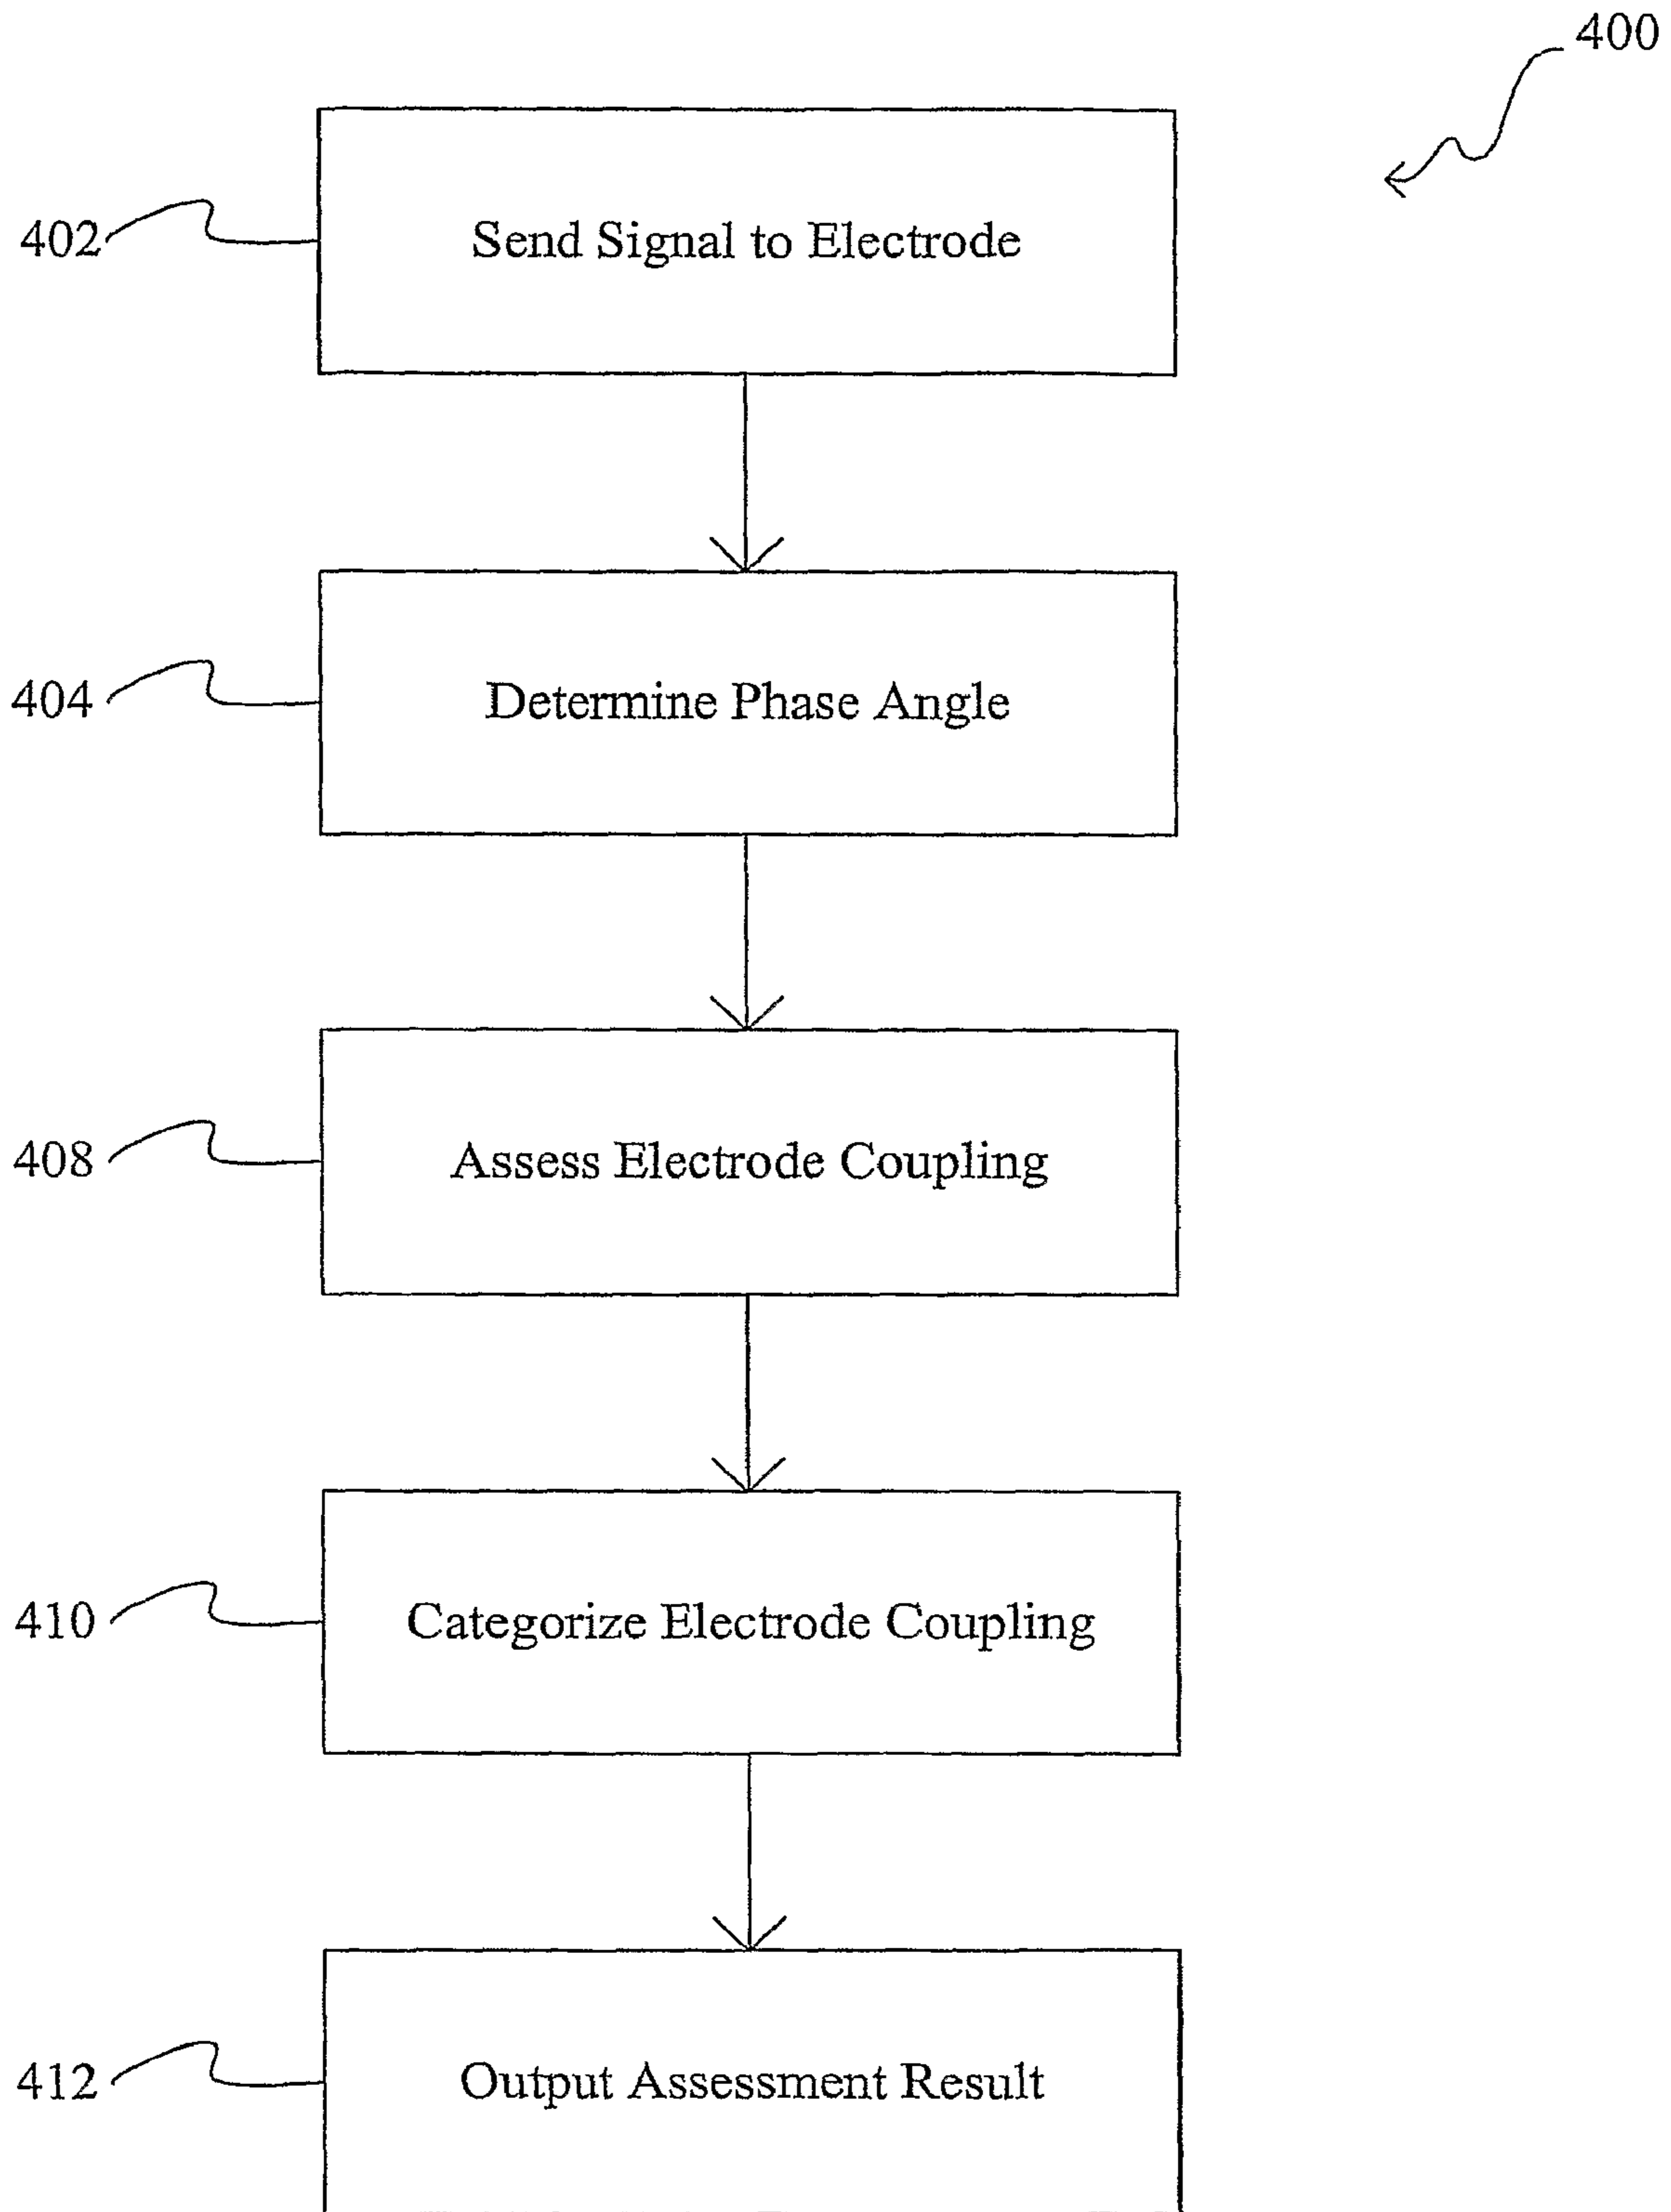 400
402
Send Signal to Electrode
404
Determine Phase Angle
408
Assess Electrode Coupling
410
Categorize Electrode Coupling
412
Output Assessment Result